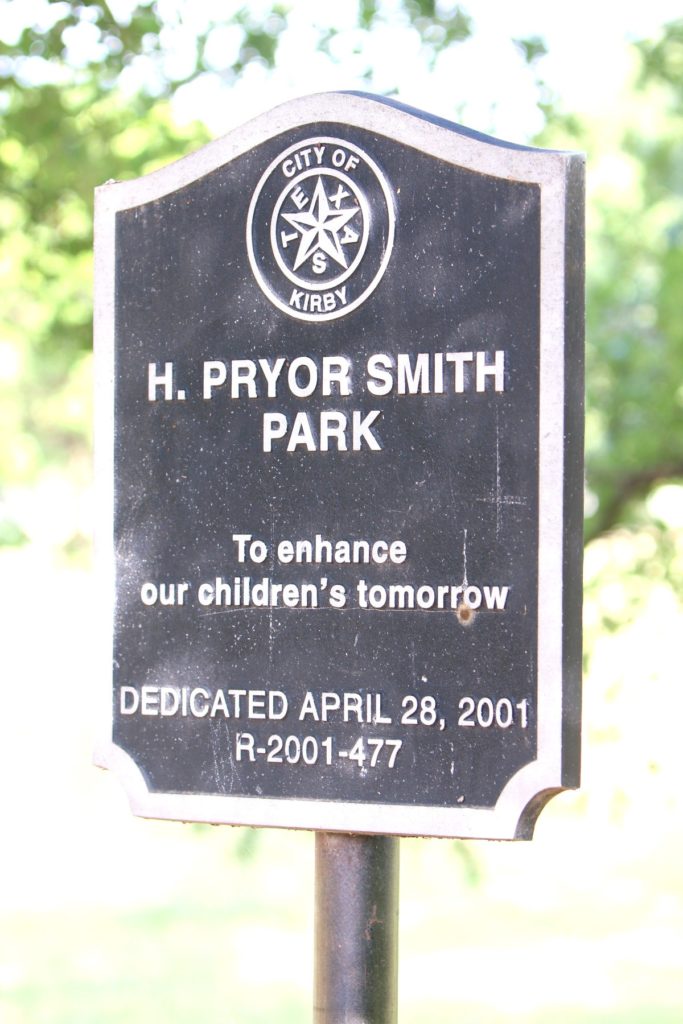 CITY OF
TEXAS
KIRBY
H. PRYOR SMITH
PARK
To enhance
our children's tomorrow
DEDICATED APRIL 28, 2001
R-2001-477